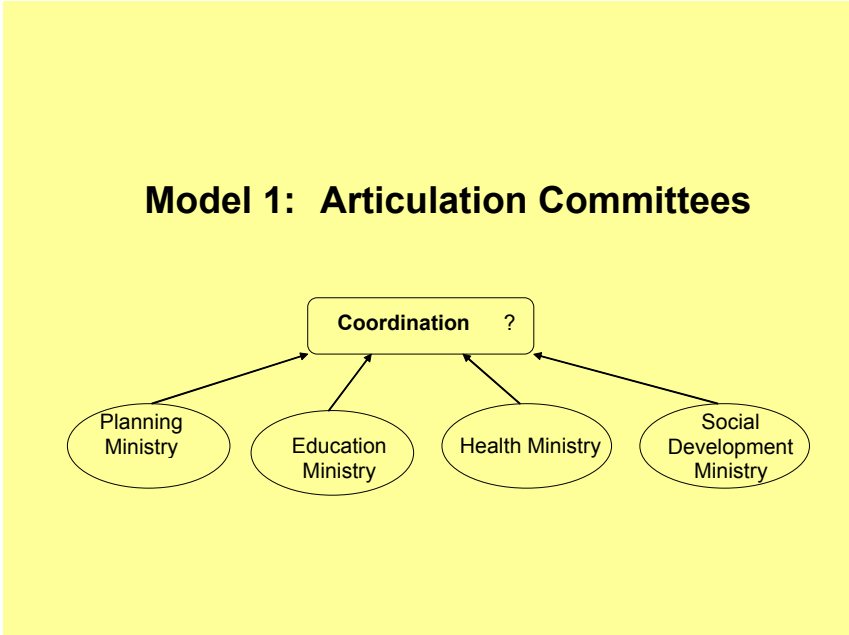 Model 1: Articulation Committees
Coordination ?
Planning
Ministry
Education
Ministry
Health Ministry
Social
Development
Ministry